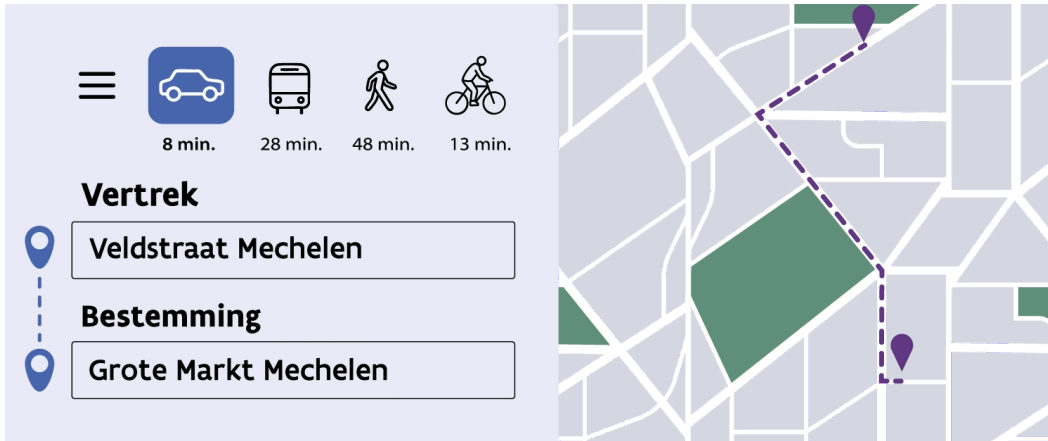 8 min. 28 min. 48 min. 13 min.
Vertrek
Veldstraat Mechelen
Bestemming
Grote Markt Mechelen